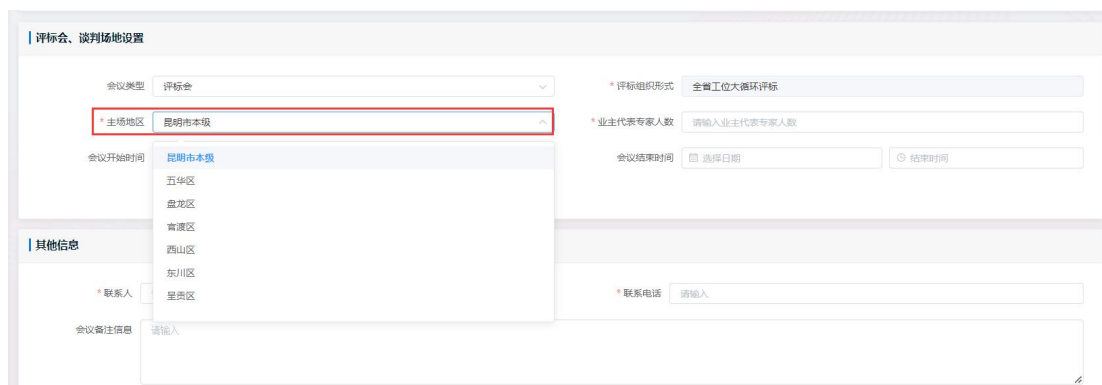 评标会、谈判场地设置
会议类型 评标会 * 评标组织形式 全省工位大循环评标
* 主场地区 昆明市本级 * 业主代表专家人数 请输入业主代表专家人数
会议开始时间 昆明市本级 会议结束时间 选择日期 结束时间
五华区
盘龙区
官渡区
西山区
其他信息
东川区
* 联系人 呈贡区 * 联系电话 请输入
会议备注信息 请输入